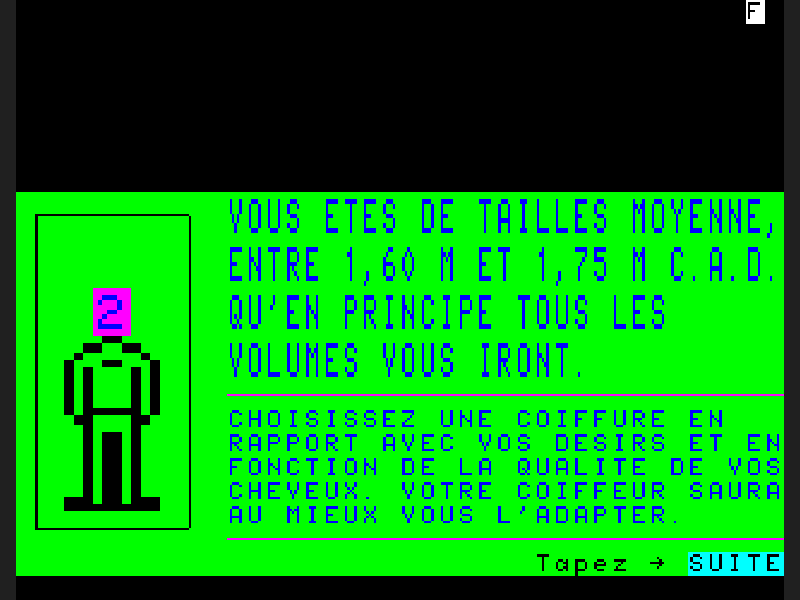 F
VOUS ETES DE TAILLES MOYENNE,
ENTRE 1,60 M ET 1,75 M C.A.D.
QU'EN PRINCIPE TOUS LES
VOLUMES VOUS IRONT.
2
CHOISISSEZ UNE COIFFURE EN
RAPPORT AVEC VOS DESIRS ET EN
FONCTION DE LA QUALITE DE VOS
CHEVEUX. VOTRE COIFFEUR SAURA
AU MIEUX VOUS L'ADAPTER.
Tapez → SUITE